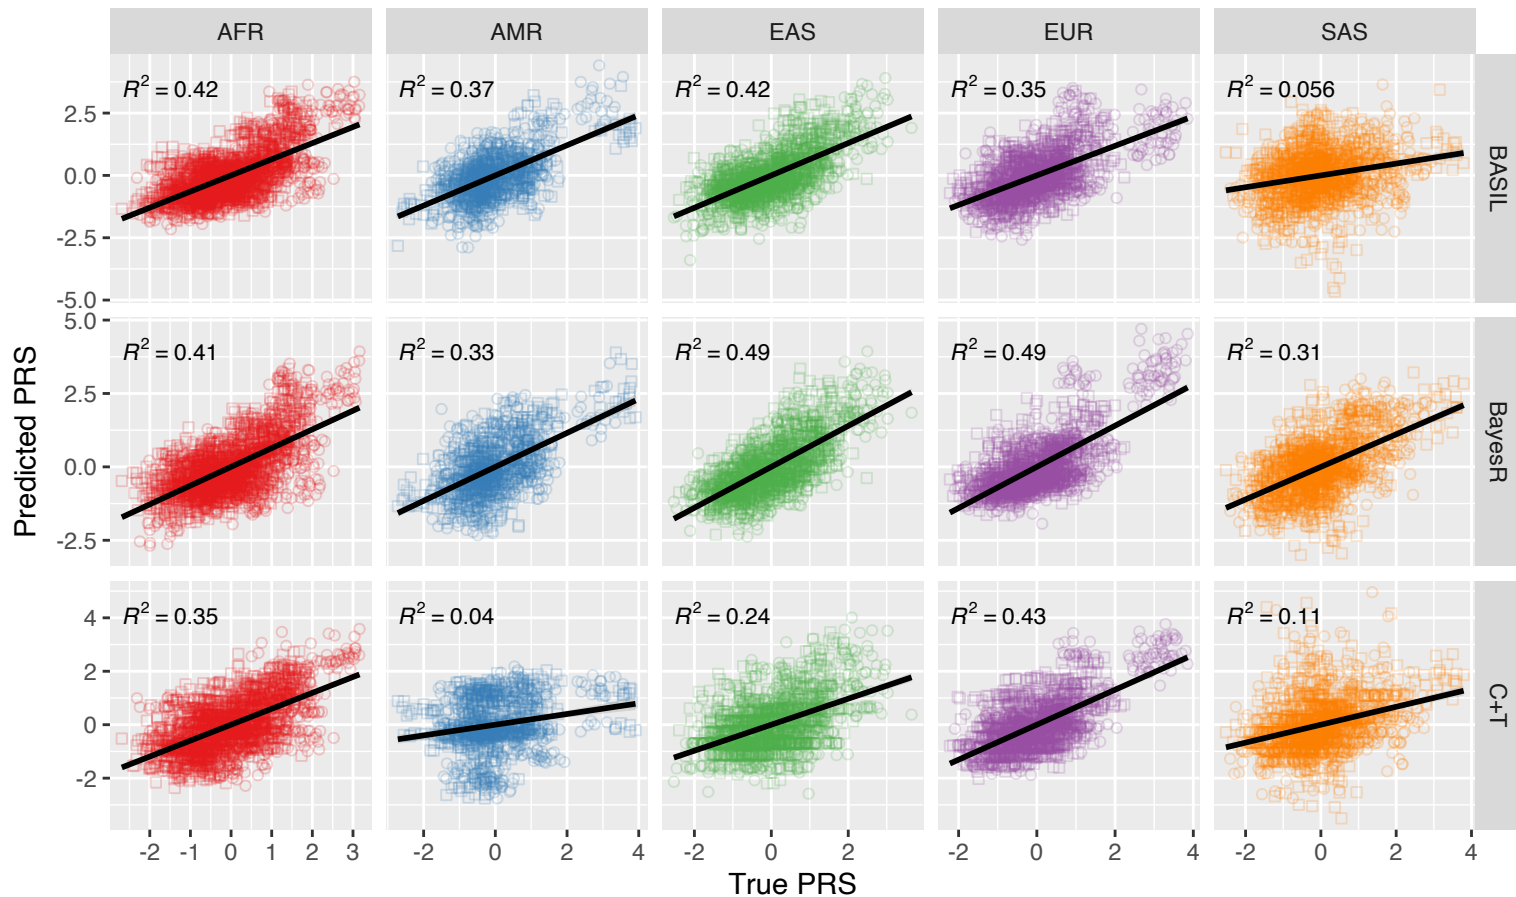 AFR AMR EAS EUR SAS
R² = 0.42 R² = 0.37 R² = 0.42 R² = 0.35 R² = 0.056
2.5
0.0
-2.5
-5.0
BASIL
5.0
R² = 0.41 R² = 0.33 R² = 0.49 R² = 0.49 R² = 0.31
2.5
0.0
-2.5
BayesR
Predicted PRS
R² = 0.35 R² = 0.04 R² = 0.24 R² = 0.43 R² = 0.11
4
2
0
-2
C+T
-2 -1 0 1 2 3 -2 0 2 4 -2 0 2 -2 0 2 4 -2 0 2 4
True PRS